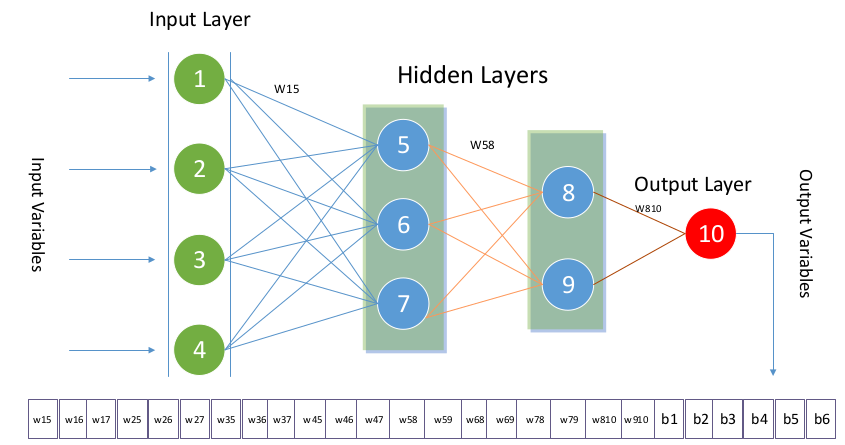 Input Layer
Hidden Layers
Output Layer
Input Variables
Output Variables
W15
W58
W810
1
2
3
4
5
6
7
8
9
10
w15 w16 w17 w25 w26 w27 w35 w36 w37 w45 w46 w47 w58 w59 w68 w69 w78 w79 w810 w910 b1 b2 b3 b4 b5 b6